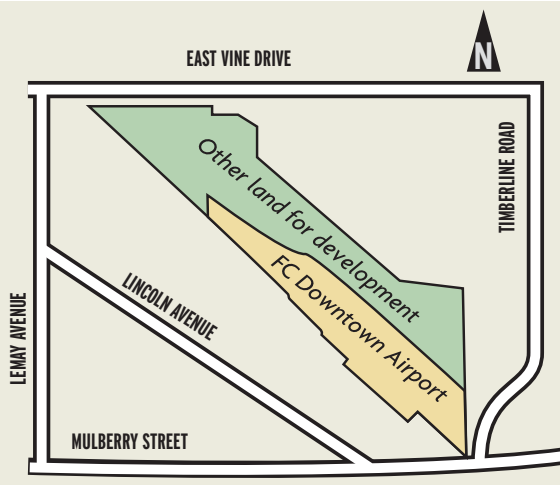 EAST VINE DRIVE
N
TIMBERLINE ROAD
Other land for development
FC Downtown Airport
LINCOLN AVENUE
LEMAY AVENUE
MULBERRY STREET